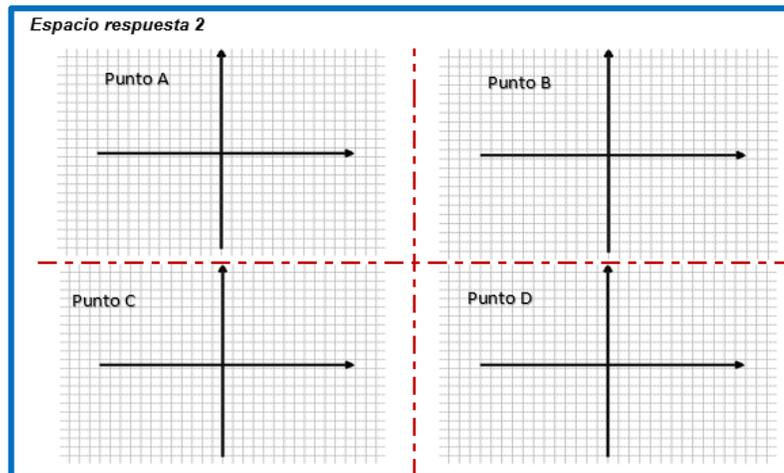 Espacio respuesta 2
Punto A
Punto B
Punto C
Punto D